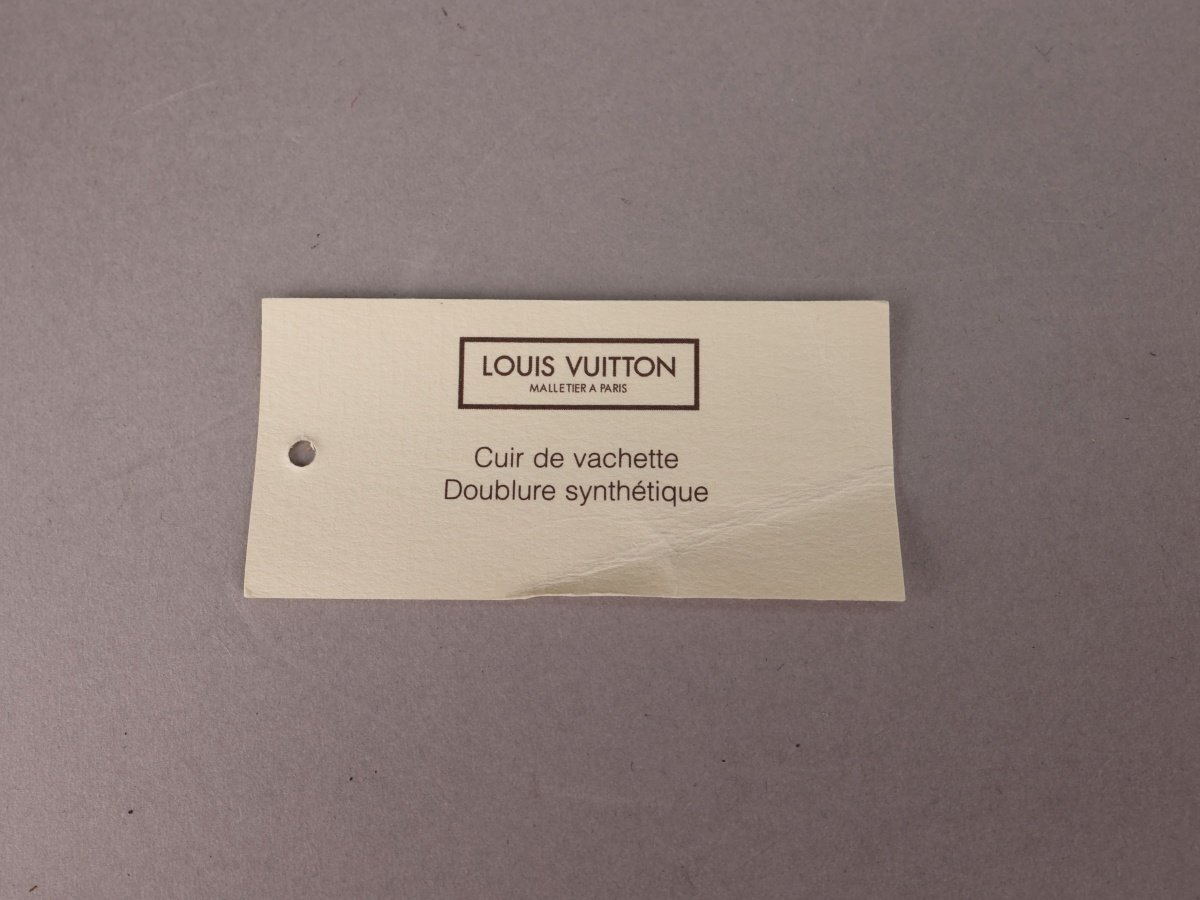 LOUIS VUITTON
MALLETIER A PARIS
Cuir de vachette
Doublure synthétique